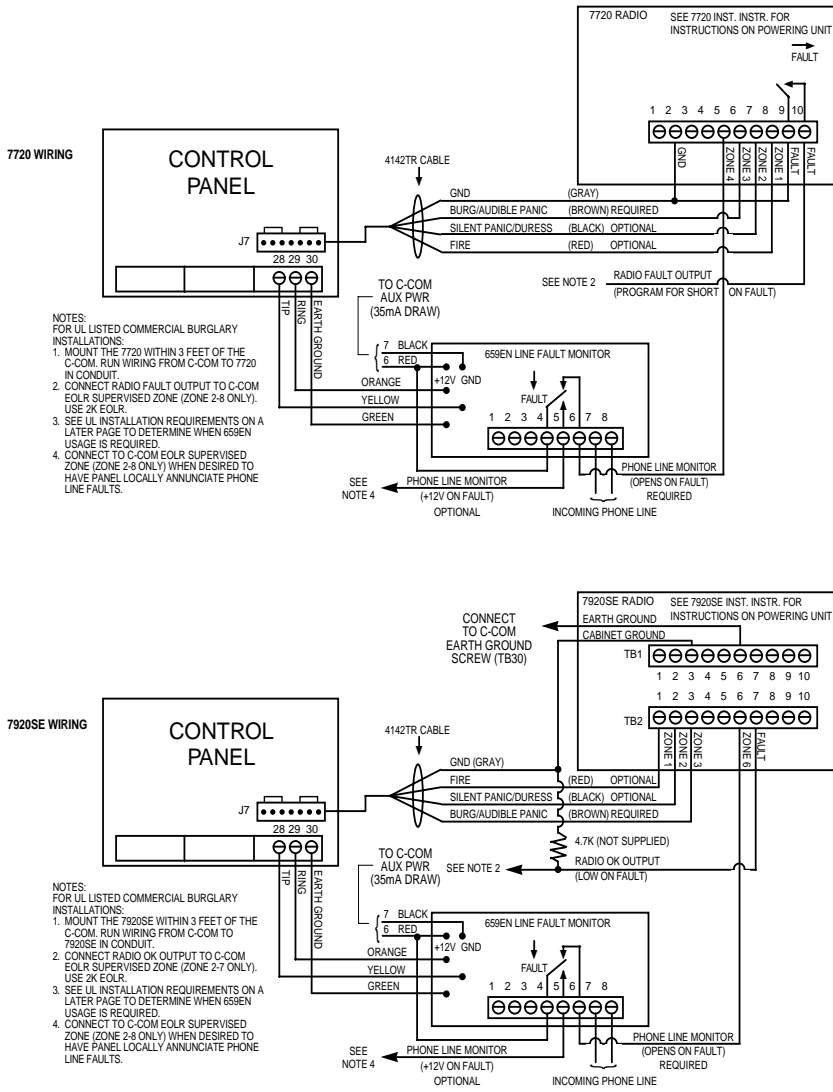 7720 RADIO
SEE 7720 INST. INSTR. FOR
INSTRUCTIONS ON POWERING UNIT
FAULT
1 2 3 4 5 6 7 8 9 10
GND
ZONE 4
ZONE 3
ZONE 2
ZONE 1
FAULT
FAULT
7720 WIRING
CONTROL
PANEL
J7
28 29 30
TIP
RING
EARTH GROUND
4142TR CABLE
GND (GRAY)
BURG/AUDIBLE PANIC (BROWN) REQUIRED
SILENT PANIC/DURESS (BLACK) OPTIONAL
FIRE (RED) OPTIONAL
SEE NOTE 2
RADIO FAULT OUTPUT
(PROGRAM FOR SHORT ON FAULT)
TO C-COM
AUX PWR
(35mA DRAW)
7 BLACK
6 RED
+12V GND
ORANGE
YELLOW
GREEN
659EN LINE FAULT MONITOR
FAULT
1 2 3 4 5 6 7 8
SEE
NOTE 4
PHONE LINE MONITOR
(+12V ON FAULT)
OPTIONAL
INCOMING PHONE LINE
PHONE LINE MONITOR
(OPENS ON FAULT)
REQUIRED
NOTES:
FOR UL LISTED COMMERCIAL BURGLARY
INSTALLATIONS:
1. MOUNT THE 7720 WITHIN 3 FEET OF THE
C-COM. RUN WIRING FROM C-COM TO 7720
IN CONDUIT.
2. CONNECT RADIO FAULT OUTPUT TO C-COM
EOLR SUPERVISED ZONE (ZONE 2-8 ONLY).
USE 2K EOLR.
3. SEE UL INSTALLATION REQUIREMENTS ON A
LATER PAGE TO DETERMINE WHEN 659EN
USAGE IS REQUIRED.
4. CONNECT TO C-COM EOLR SUPERVISED
ZONE (ZONE 2-8 ONLY) WHEN DESIRED TO
HAVE PANEL LOCALLY ANNUNCIATE PHONE
LINE FAULTS.
7920SE RADIO
SEE 7920SE INST. INSTR. FOR
INSTRUCTIONS ON POWERING UNIT
CONNECT
TO C-COM
EARTH GROUND
SCREW (TB30)
EARTH GROUND
CABINET GROUND
TB1
1 2 3 4 5 6 7 8 9 10
1 2 3 4 5 6 7 8 9 10
TB2
ZONE 1
ZONE 2
ZONE 3
ZONE 6
FAULT
7920SE WIRING
CONTROL
PANEL
J7
28 29 30
TIP
RING
EARTH GROUND
4142TR CABLE
GND (GRAY)
FIRE (RED) OPTIONAL
SILENT PANIC/DURESS (BLACK) OPTIONAL
BURG/AUDIBLE PANIC (BROWN) REQUIRED
4.7K (NOT SUPPLIED)
SEE NOTE 2
RADIO OK OUTPUT
(LOW ON FAULT)
TO C-COM
AUX PWR
(35mA DRAW)
7 BLACK
6 RED
+12V GND
ORANGE
YELLOW
GREEN
659EN LINE FAULT MONITOR
FAULT
1 2 3 4 5 6 7 8
SEE
NOTE 4
PHONE LINE MONITOR
(+12V ON FAULT)
OPTIONAL
INCOMING PHONE LINE
PHONE LINE MONITOR
(OPENS ON FAULT)
REQUIRED
NOTES:
FOR UL LISTED COMMERCIAL BURGLARY
INSTALLATIONS:
1. MOUNT THE 7920SE WITHIN 3 FEET OF THE
C-COM. RUN WIRING FROM C-COM TO
7920SE IN CONDUIT.
2. CONNECT RADIO OK OUTPUT TO C-COM
EOLR SUPERVISED ZONE (ZONE 2-7 ONLY).
USE 2K EOLR.
3. SEE UL INSTALLATION REQUIREMENTS ON A
LATER PAGE TO DETERMINE WHEN 659EN
USAGE IS REQUIRED.
4. CONNECT TO C-COM EOLR SUPERVISED
ZONE (ZONE 2-8 ONLY) WHEN DESIRED TO
HAVE PANEL LOCALLY ANNUNCIATE PHONE
LINE FAULTS.